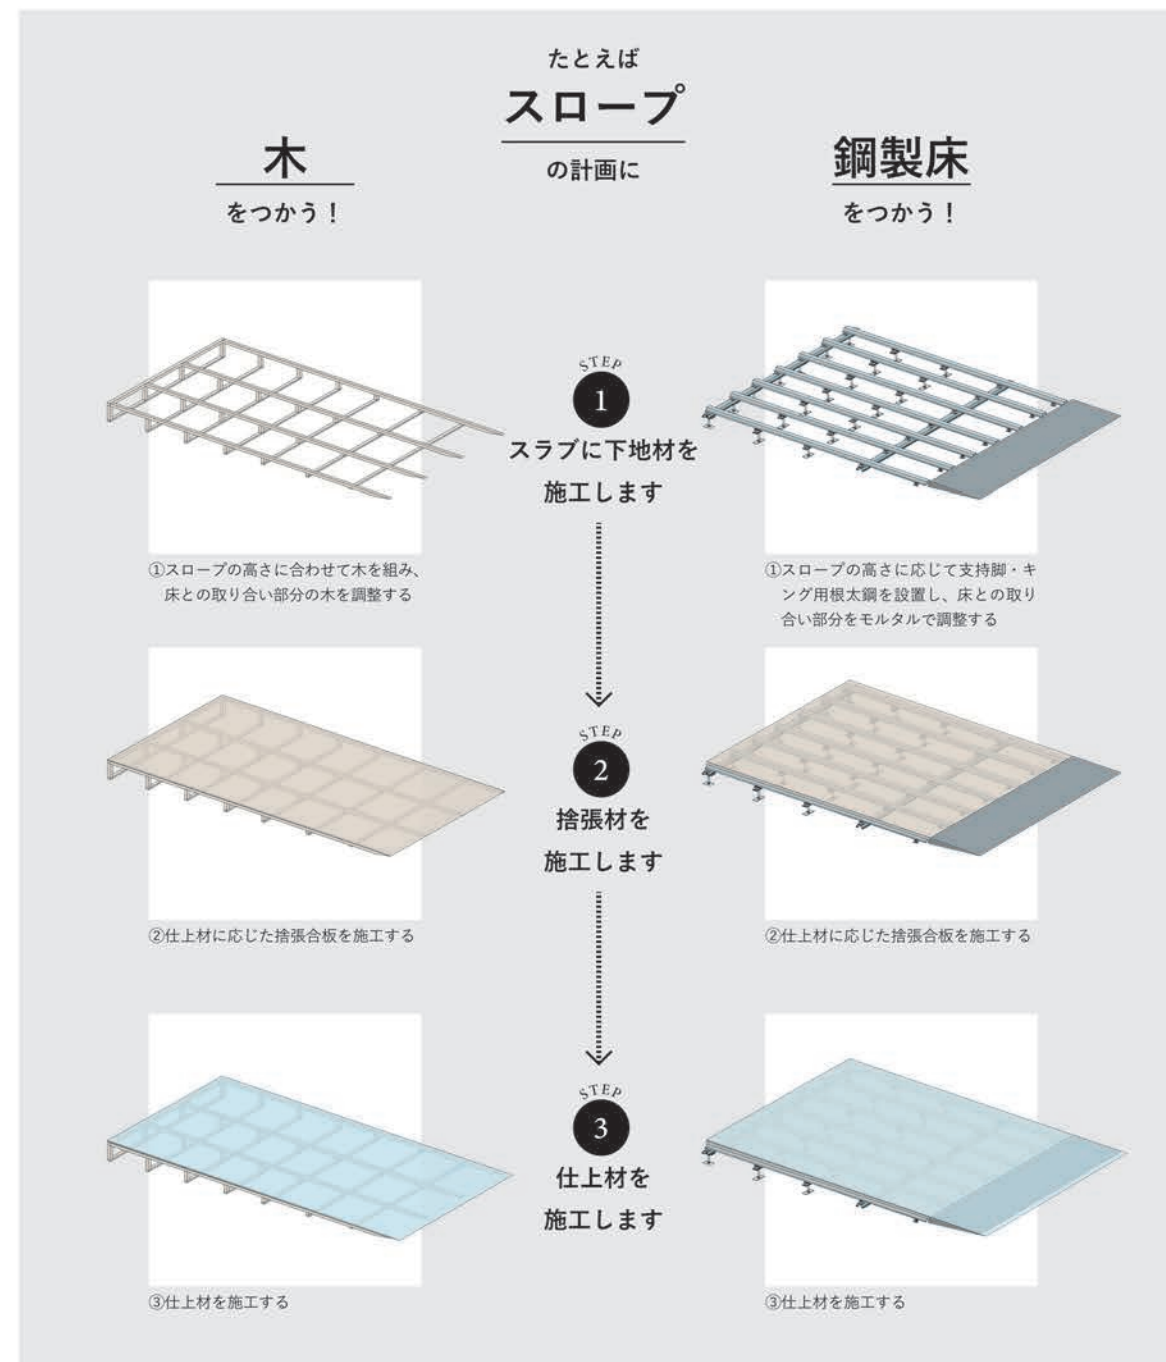 たとえば
スロープ
の計画に
木
をつかう！
鋼製床
をつかう！
STEP
1
スラブに下地材を
施工します
①スロープの高さに合わせて木を組み、
床との取り合い部分の木を調整する
①スロープの高さに応じて支持脚・キ
ング用根太鋼を設置し、床との取り
合い部分をモルタルで調整する
STEP
2
捨張材を
施工します
②仕上材に応じた捨張合板を施工する
②仕上材に応じた捨張合板を施工する
STEP
3
仕上材を
施工します
③仕上材を施工する
③仕上材を施工する